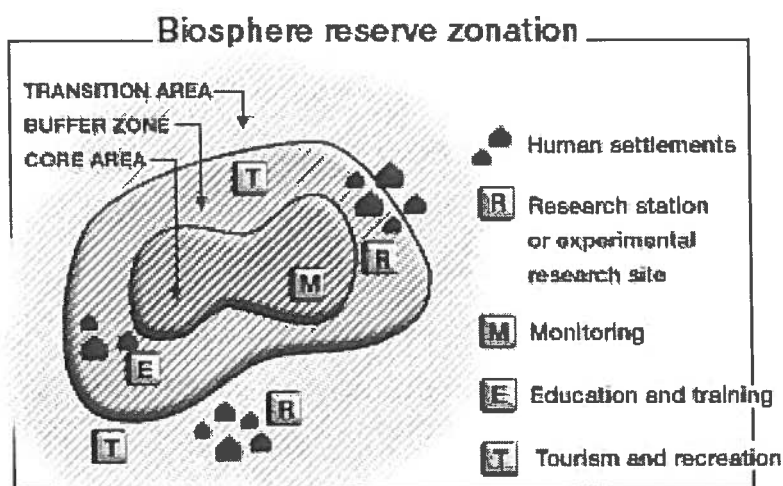 Biosphere reserve zonation
TRANSITION AREA
BUFFER ZONE
CORE AREA
T
R
M
E
R
T
Human settlements
R Research station
or experimental
research site
M Monitoring
E Education and training
T Tourism and recreation